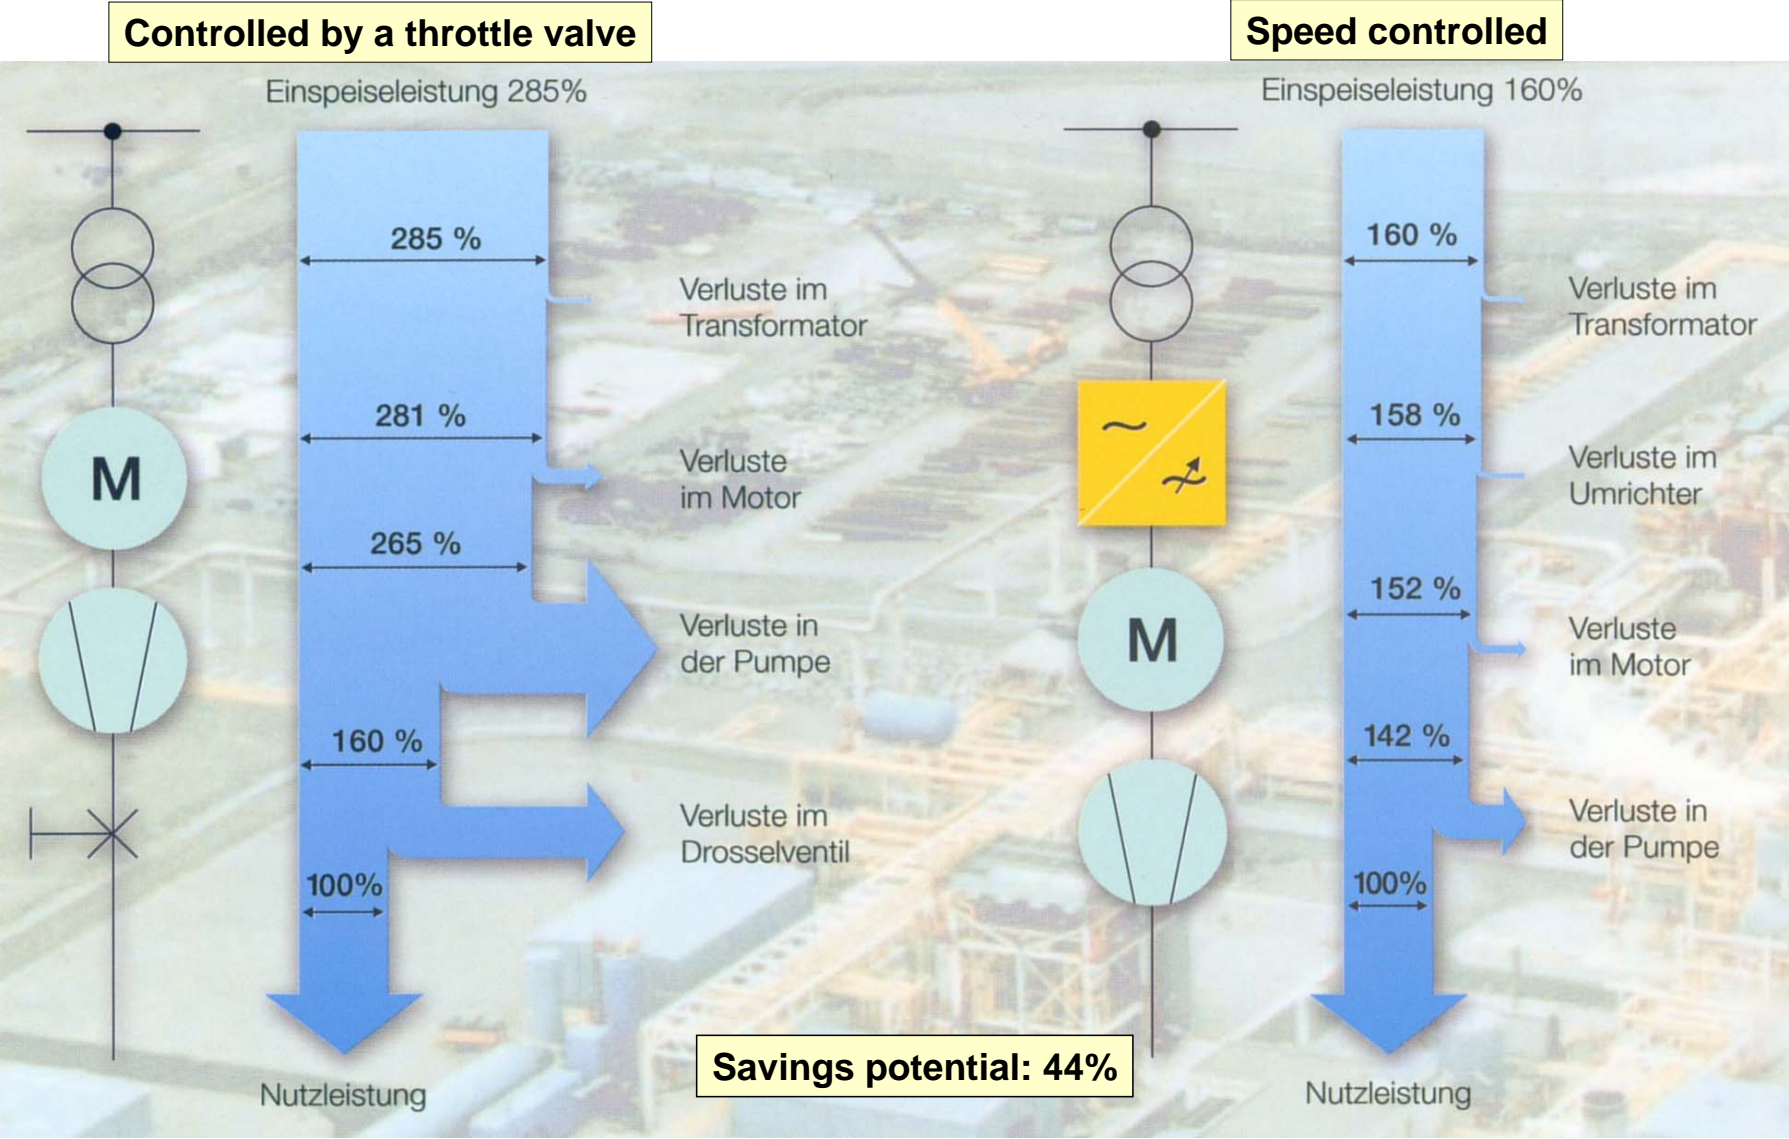 Controlled by a throttle valve
Speed controlled
Einspeiseleistung 285%
285 %
Verluste im
Transformator
281 %
M
Verluste
im Motor
265 %
Verluste in
der Pumpe
160 %
Verluste im
Drosselventil
100%
Nutzleistung
Einspeiseleistung 160%
160 %
Verluste im
Transformator
158 %
Verluste im
Umrichter
152 %
M
Verluste
im Motor
142 %
Verluste in
der Pumpe
100%
Nutzleistung
Savings potential: 44%